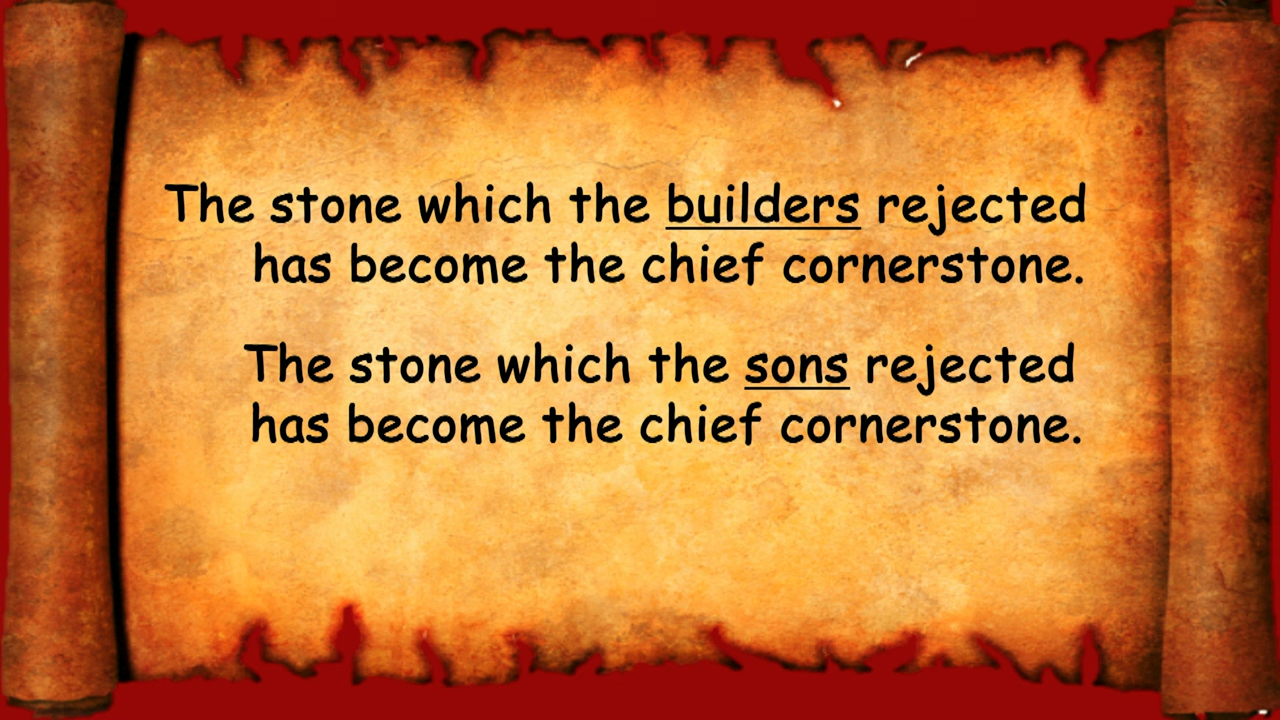 The stone which the builders rejected
has become the chief cornerstone.
The stone which the sons rejected
has become the chief cornerstone.